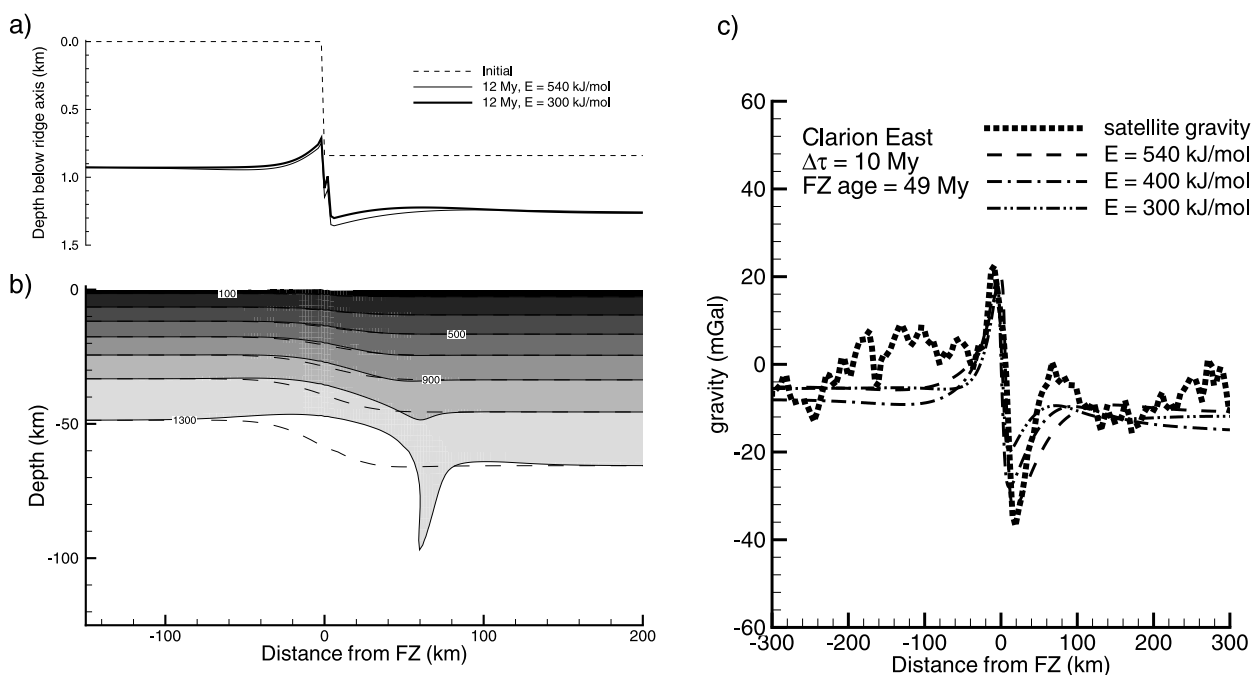 a)
Depth below ridge axis (km)
0.0
0.5
1.0
1.5
Initial
12 My, E = 540 kJ/mol
12 My, E = 300 kJ/mol
b)
Depth (km)
0
-50
-100
100
500
900
1300
-100
0
100
200
Distance from FZ (km)
c)
gravity (mGal)
60
40
20
0
-20
-40
-60
Clarion East
Δτ = 10 My
FZ age = 49 My
satellite gravity
E = 540 kJ/mol
E = 400 kJ/mol
E = 300 kJ/mol
-300
-200
-100
0
100
200
300
Distance from FZ (km)